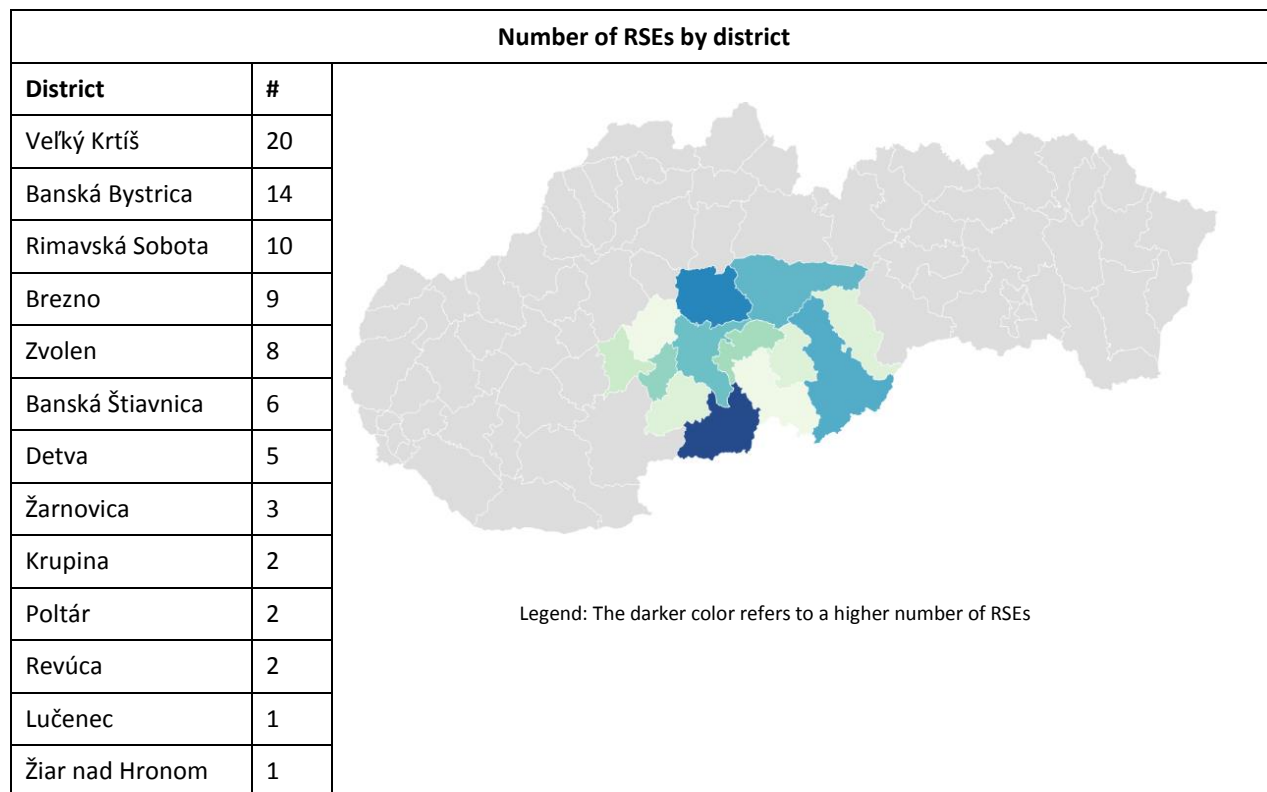 Number of RSEs by district
District #
Veľký Krtíš 20
Banská Bystrica 14
Rimavská Sobota 10
Brezno 9
Zvolen 8
Banská Štiavnica 6
Detva 5
Žarnovica 3
Krupina 2
Poltár 2
Revúca 2
Lučenec 1
Žiar nad Hronom 1
Legend: The darker color refers to a higher number of RSEs